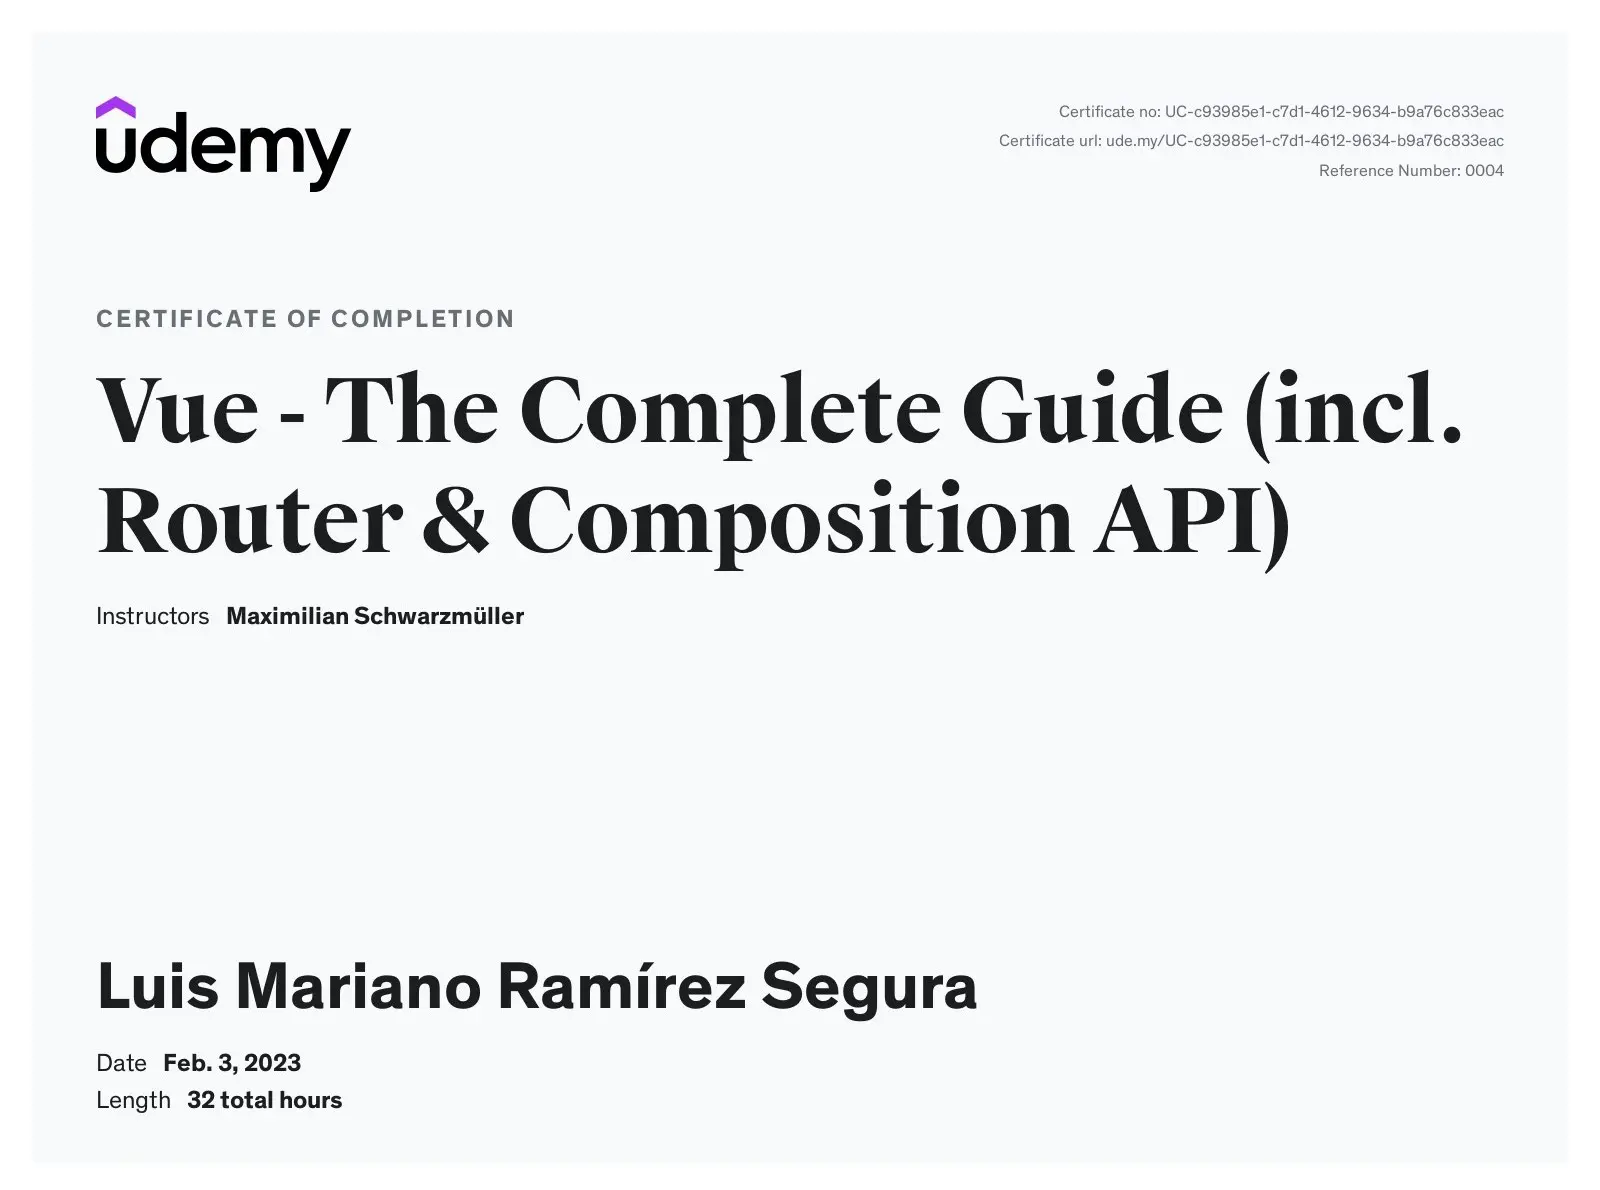 udemy
Certificate no: UC-c93985e1-c7d1-4612-9634-b9a76c833eac
Certificate url: ude.my/UC-c93985e1-c7d1-4612-9634-b9a76c833eac
Reference Number: 0004
CERTIFICATE OF COMPLETION
Vue - The Complete Guide (incl.
Router & Composition API)
Instructors Maximilian Schwarzmüller
Luis Mariano Ramírez Segura
Date Feb. 3, 2023
Length 32 total hours